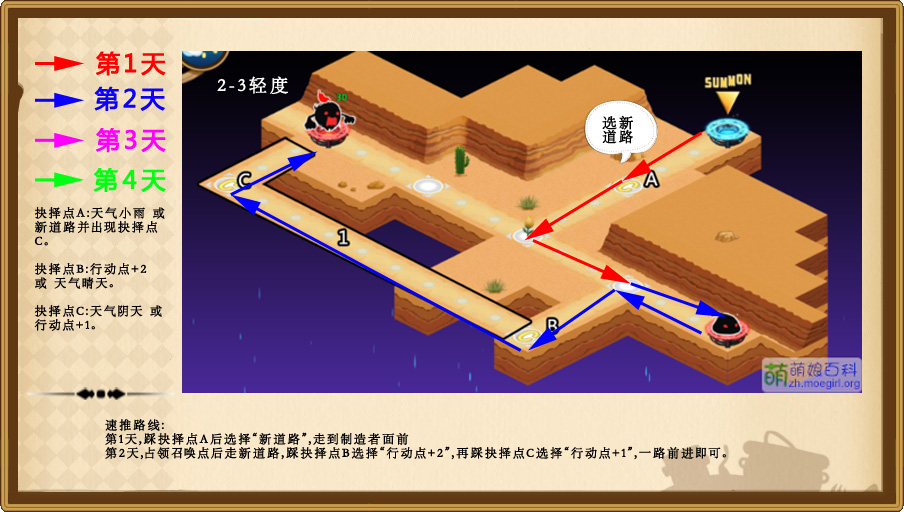 第1天
第2天
第3天
第4天
抉择点A:天气小雨 或
新道路并出现抉择点
C。
抉择点B:行动点+2
或 天气晴天。
抉择点C:天气阴天 或
行动点+1。
2-3轻度
30
SUMMON
选新
道路
A
C
1
B
萌娘百科
zh.moegirl.org
速推路线:
第1天,踩抉择点A后选择“新道路”,走到制造者面前
第2天,占领召唤点后走新道路,踩抉择点B选择“行动点+2”,再踩抉择点C选择“行动点+1”,一路前进即可。